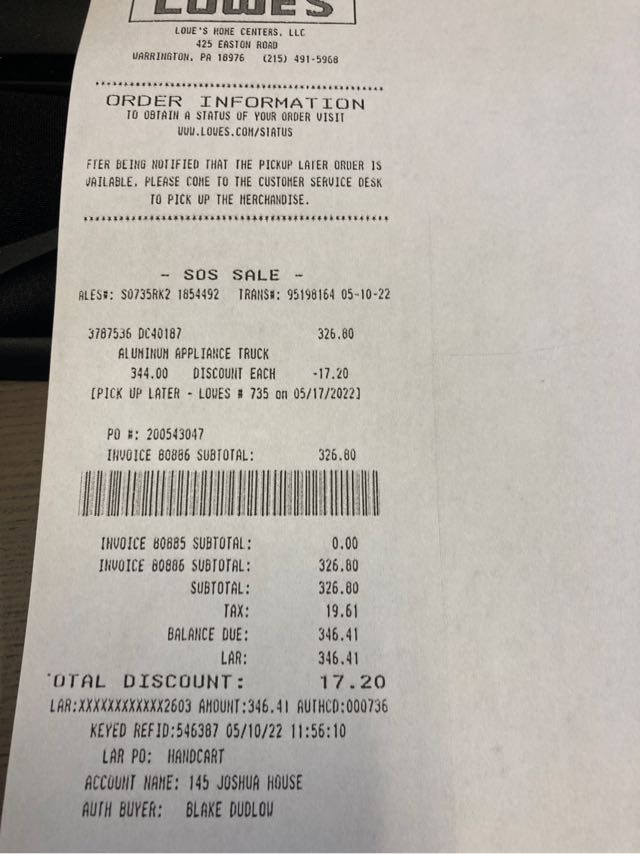 LOWE'S
LOWE'S HOME CENTERS, LLC
425 EASTON ROAD
WARRINGTON, PA 18976 (215) 491-5968
****************************************************
ORDER INFORMATION
TO OBTAIN A STATUS OF YOUR ORDER VISIT
WWW.LOWES.COM/STATUS
FTER BEING NOTIFIED THAT THE PICKUP LATER ORDER IS
VAILABLE, PLEASE COME TO THE CUSTOMER SERVICE DESK
TO PICK UP THE MERCHANDISE.
****************************************************
- SOS SALE -
ALES#: S0735RK2 1854492 TRANS#: 95198164 05-10-22
3787536 DC40187 326.80
ALUMINUM APPLIANCE TRUCK
344.00 DISCOUNT EACH -17.20
[PICK UP LATER - LOWES # 735 on 05/17/2022]
PO #: 200543047
INVOICE 80886 SUBTOTAL: 326.80
INVOICE 80885 SUBTOTAL: 0.00
INVOICE 80886 SUBTOTAL: 326.80
SUBTOTAL: 326.80
TAX: 19.61
BALANCE DUE: 346.41
LAR: 346.41
OTAL DISCOUNT: 17.20
LAR:XXXXXXXXXXXX2603 AMOUNT:346.41 AUTHCD:000736
KEYED REFID:546387 05/10/22 11:56:10
LAR PO: HANDCART
ACCOUNT NAME: 145 JOSHUA HOUSE
AUTH BUYER: BLAKE DUDLOW